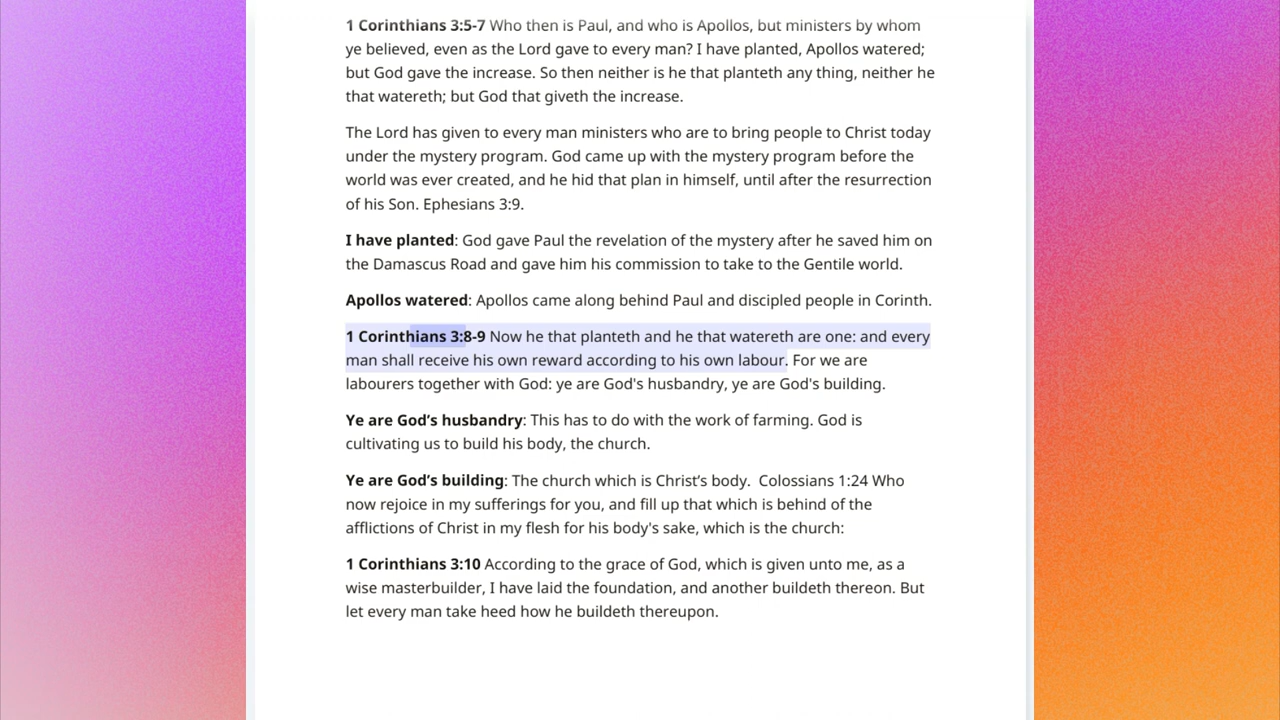 1 Corinthians 3:5-7 Who then is Paul, and who is Apollos, but ministers by whom
ye believed, even as the Lord gave to every man? I have planted, Apollos watered;
but God gave the increase. So then neither is he that planteth any thing, neither he
that watereth; but God that giveth the increase.
The Lord has given to every man ministers who are to bring people to Christ today
under the mystery program. God came up with the mystery program before the
world was ever created, and he hid that plan in himself, until after the resurrection
of his Son. Ephesians 3:9.
I have planted: God gave Paul the revelation of the mystery after he saved him on
the Damascus Road and gave him his commission to take to the Gentile world.
Apollos watered: Apollos came along behind Paul and discipled people in Corinth.
1 Corinthians 3:8-9 Now he that planteth and he that watereth are one: and every
man shall receive his own reward according to his own labour. For we are
labourers together with God: ye are God's husbandry, ye are God's building.
Ye are God’s husbandry: This has to do with the work of farming. God is
cultivating us to build his body, the church.
Ye are God’s building: The church which is Christ’s body.  Colossians 1:24 Who
now rejoice in my sufferings for you, and fill up that which is behind of the
afflictions of Christ in my flesh for his body's sake, which is the church:
1 Corinthians 3:10 According to the grace of God, which is given unto me, as a
wise masterbuilder, I have laid the foundation, and another buildeth thereon. But
let every man take heed how he buildeth thereupon.